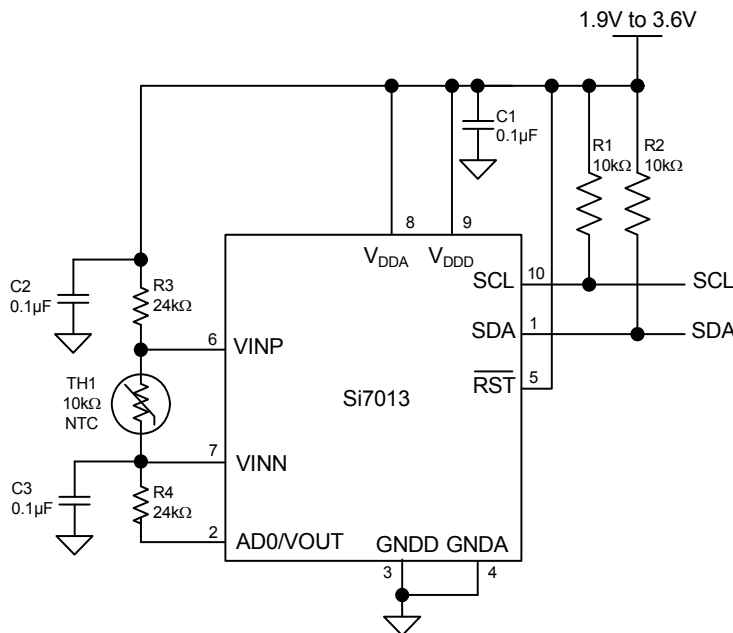 1.9V to 3.6V
C1
0.1µF
R1
10kΩ
R2
10kΩ
8
9
VDDA
VDDD
C2
0.1µF
R3
24kΩ
SCL
10
SCL
SDA
1
SDA
6
VINP
RST
5
TH1
10kΩ
NTC
Si7013
7
VINN
C3
0.1µF
R4
24kΩ
2
AD0/VOUT
GNDD
GNDA
3
4